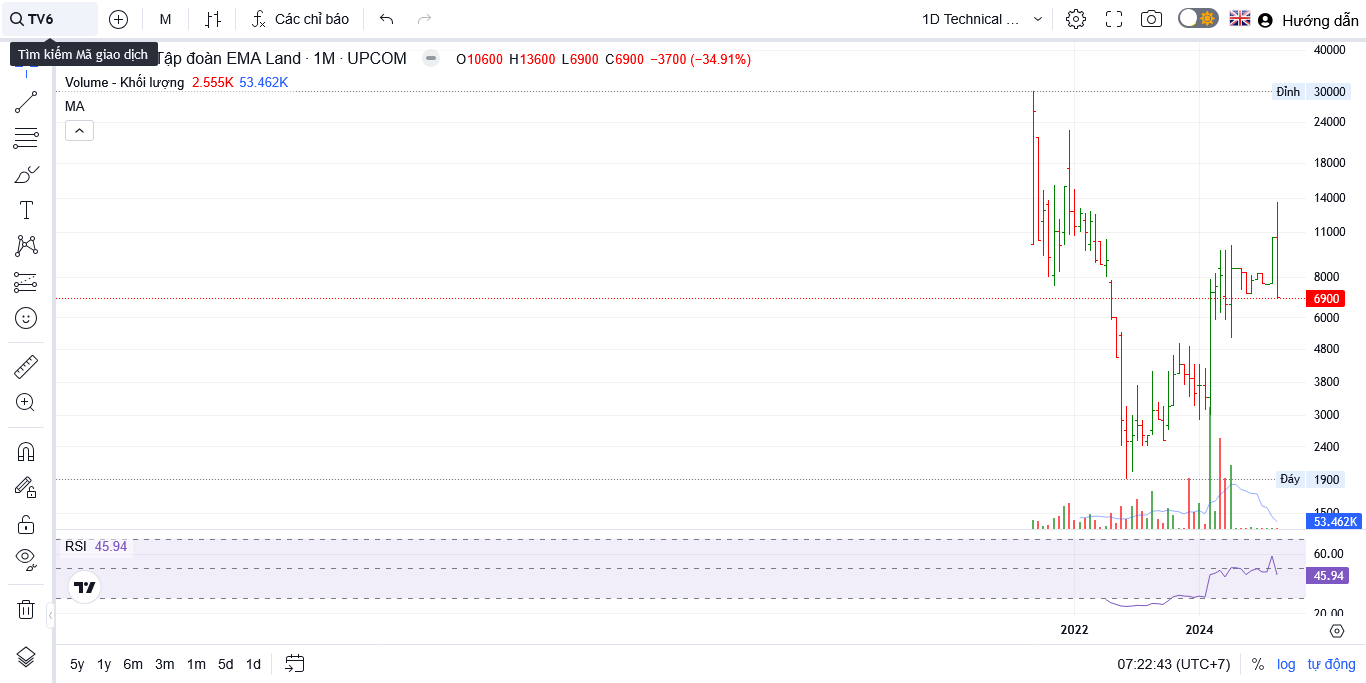 TV6
M
Các chỉ báo
1D Technical ...
Hướng dẫn
Tìm kiếm Mã giao dịch
Tập đoàn EMA Land · 1M · UPCOM
O10600 H13600 L6900 C6900 −3700 (−34.91%)
Volume - Khối lượng 2.555K 53.462K
MA
40000
Đỉnh 30000
24000
18000
14000
11000
8000
6900
6000
4800
3800
3000
2400
Đáy 1900
1500
53.462K
RSI 45.94
60.00
45.94
20.00
2022 2024
5y 1y 6m 3m 1m 5d 1d
07:22:43 (UTC+7) % log tự động